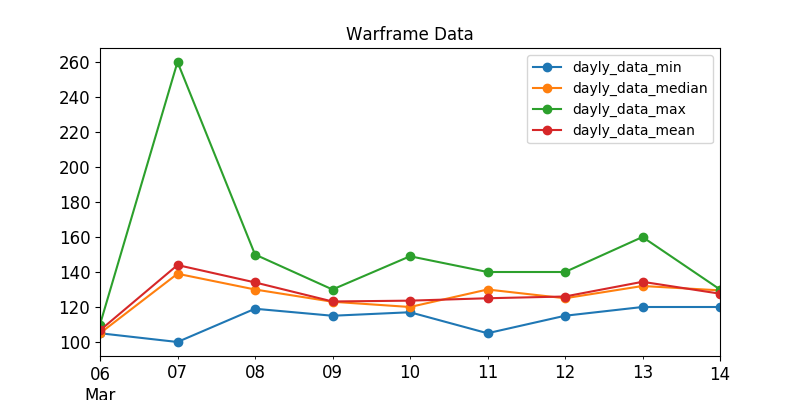 Warframe Data
dayly_data_min
dayly_data_median
dayly_data_max
dayly_data_mean
260
240
220
200
180
160
140
120
100
06 07 08 09 10 11 12 13 14
Mar